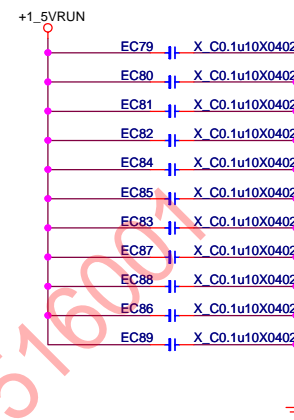 +1_5VRUN
EC79 X_C0.1u10X0402
EC80 X_C0.1u10X0402
EC81 X_C0.1u10X0402
EC82 X_C0.1u10X0402
EC84 X_C0.1u10X0402
EC85 X_C0.1u10X0402
EC83 X_C0.1u10X0402
EC87 X_C0.1u10X0402
EC88 X_C0.1u10X0402
EC86 X_C0.1u10X0402
EC89 X_C0.1u10X0402
516001